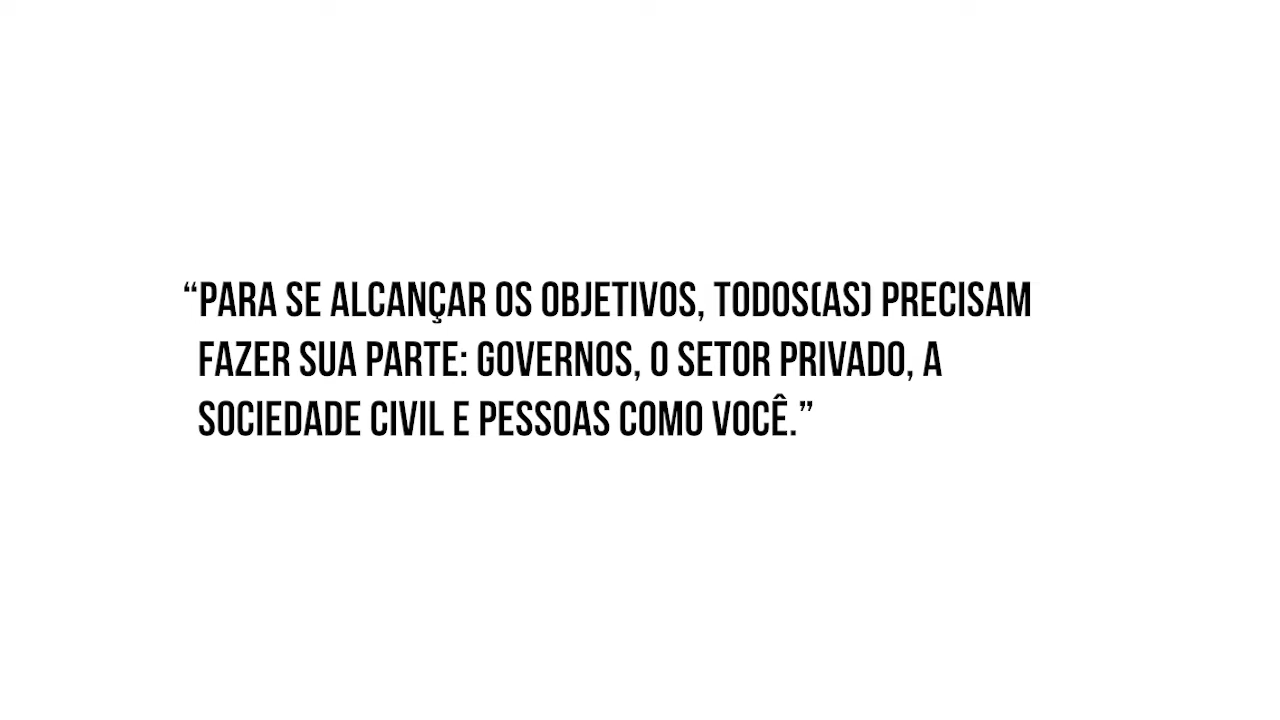 “PARA SE ALCANÇAR OS OBJETIVOS, TODOS(AS) PRECISAM
FAZER SUA PARTE: GOVERNOS, O SETOR PRIVADO, A
SOCIEDADE CIVIL E PESSOAS COMO VOCÊ.”